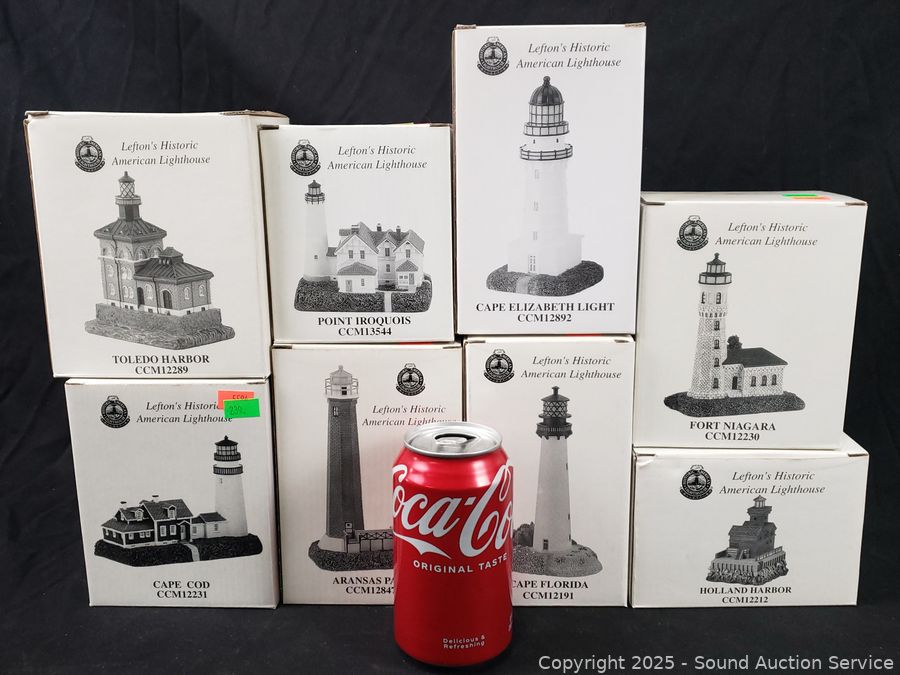 Lefton's Historic
American Lighthouse
TOLEDO HARBOR
CCM12289
Lefton's Historic
American Lighthouse
POINT IROQUOIS
CCM13544
Lefton's Historic
American Lighthouse
CAPE ELIZABETH LIGHT
CCM12892
Lefton's Historic
American Lighthouse
FORT NIAGARA
CCM12230
Lefton's Historic
American Lighthouse
CAPE COD
CCM12231
Lefton's Historic
American Lighthouse
ARANSAS PA
CCM12847
Lefton's Historic
American Lighthouse
CAPE FLORIDA
CCM12191
Lefton's Historic
American Lighthouse
HOLLAND HARBOR
CCM12212
Coca-Co
ORIGINAL TASTE
Delicious &
Refreshing
Copyright 2025 - Sound Auction Service